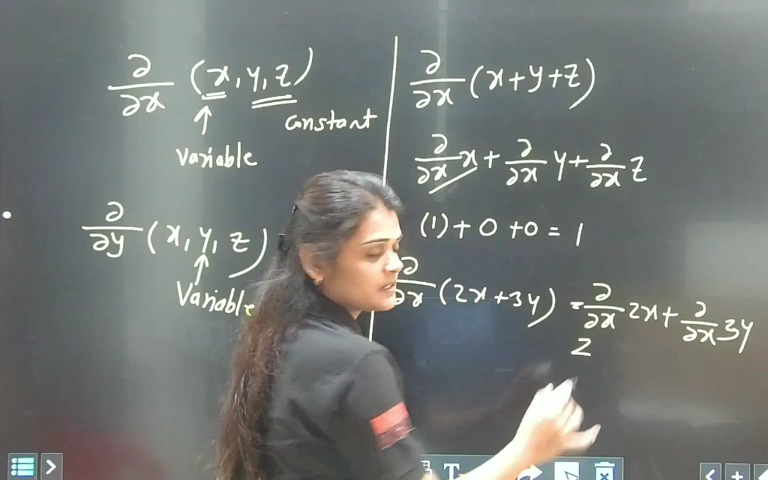 ∂/∂x (x, y, z)
constant
variable
∂/∂y (x, y, z)
Variable
∂/∂x (x+y+z)
∂/∂x x + ∂/∂x y + ∂/∂x z
(1) + 0 + 0 = 1
∂/∂x (2x+3y) = ∂/∂x 2x + ∂/∂x 3y
2